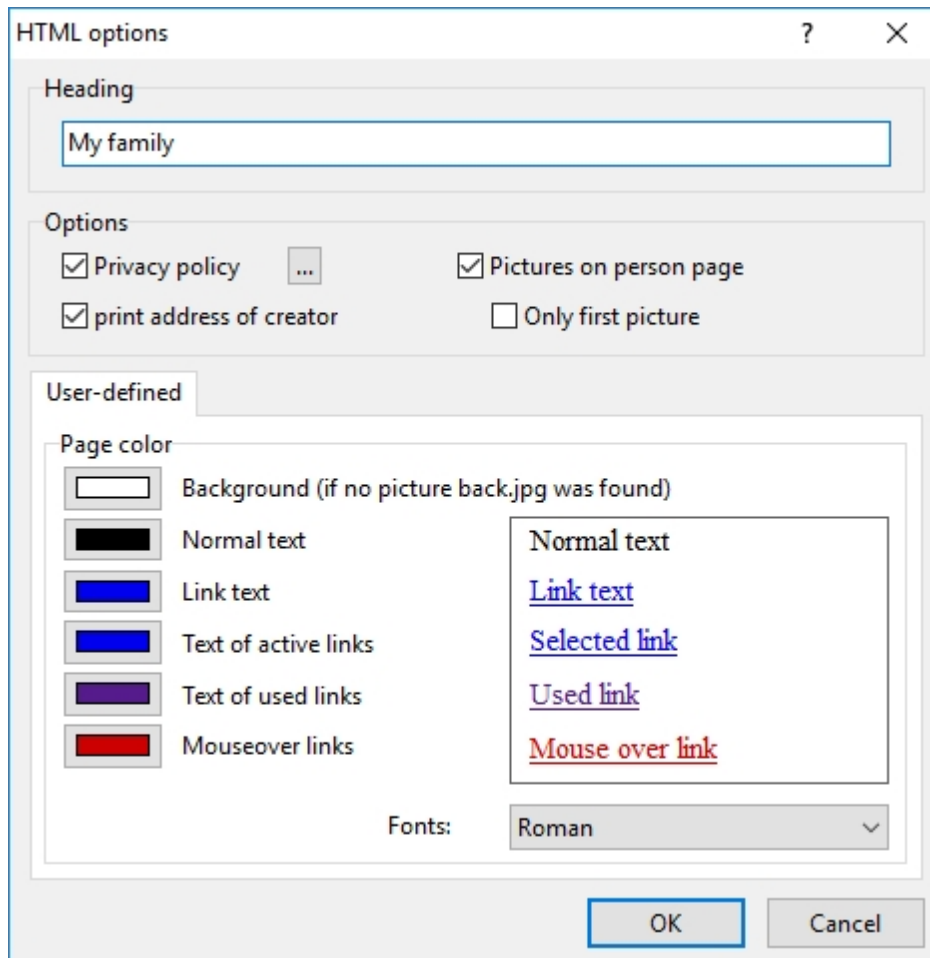 HTML options ?
Heading
My family
Options
Privacy policy ... Pictures on person page
print address of creator Only first picture
User-defined
Page color
Background (if no picture back.jpg was found)
Normal text Normal text
Link text Link text
Text of active links Selected link
Text of used links Used link
Mouseover links Mouse over link
Fonts: Roman
OK Cancel